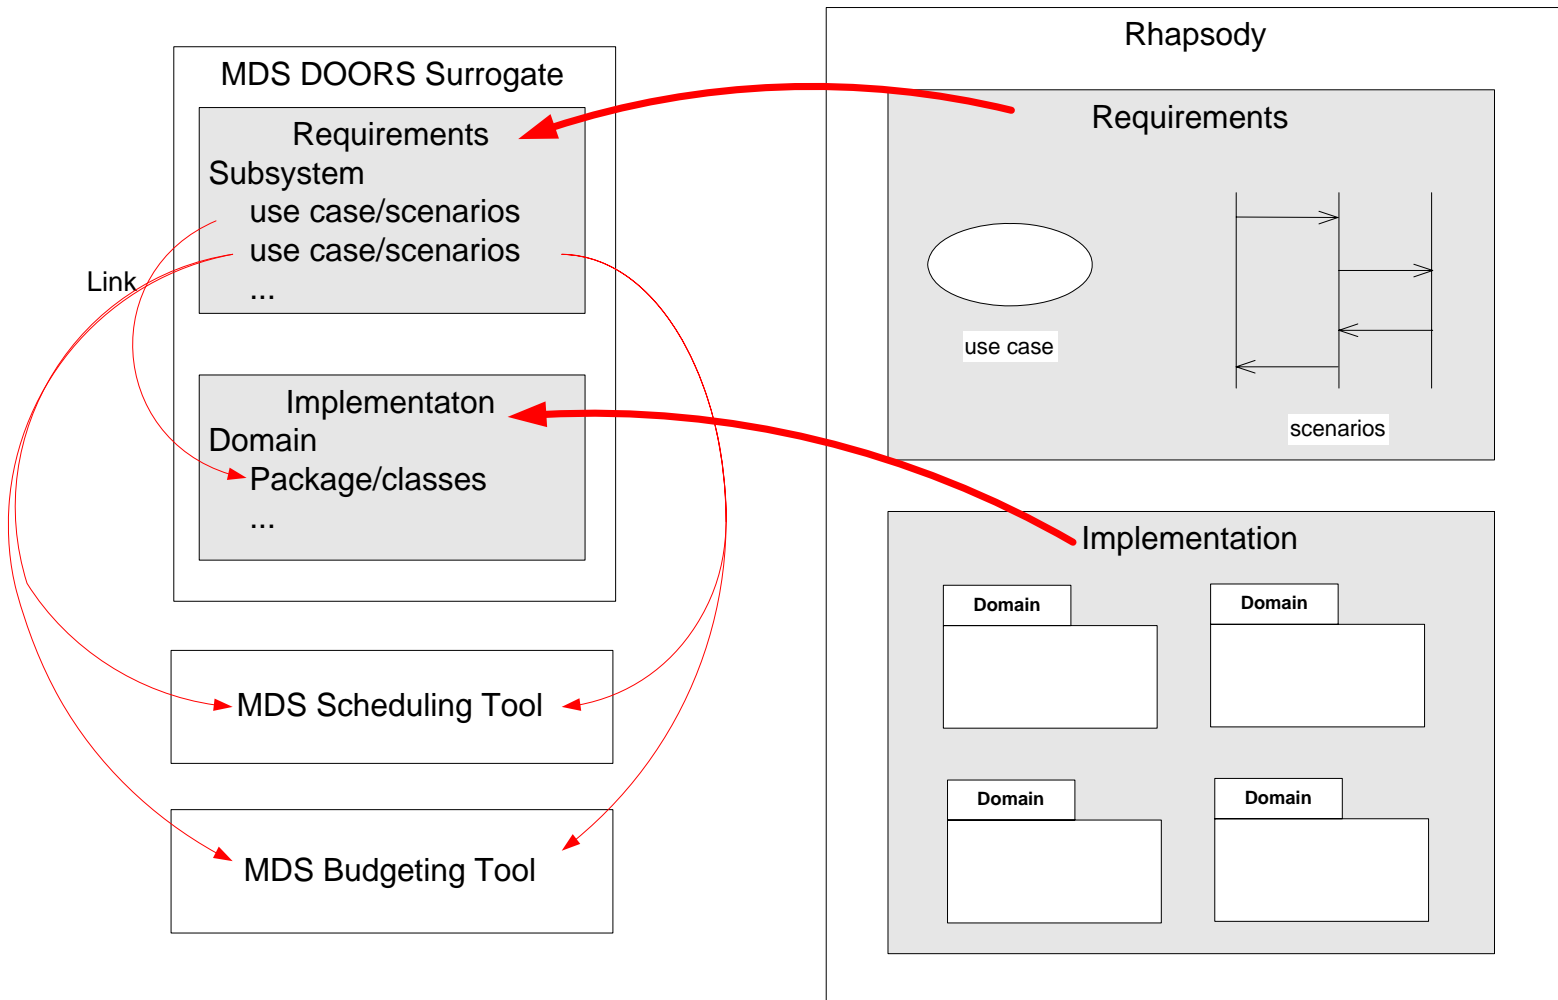 MDS DOORS Surrogate
Requirements
Subsystem
use case/scenarios
use case/scenarios
...
Link
Implementaton
Domain
Package/classes
...
MDS Scheduling Tool
MDS Budgeting Tool
Rhapsody
Requirements
use case
scenarios
Implementation
Domain
Domain
Domain
Domain